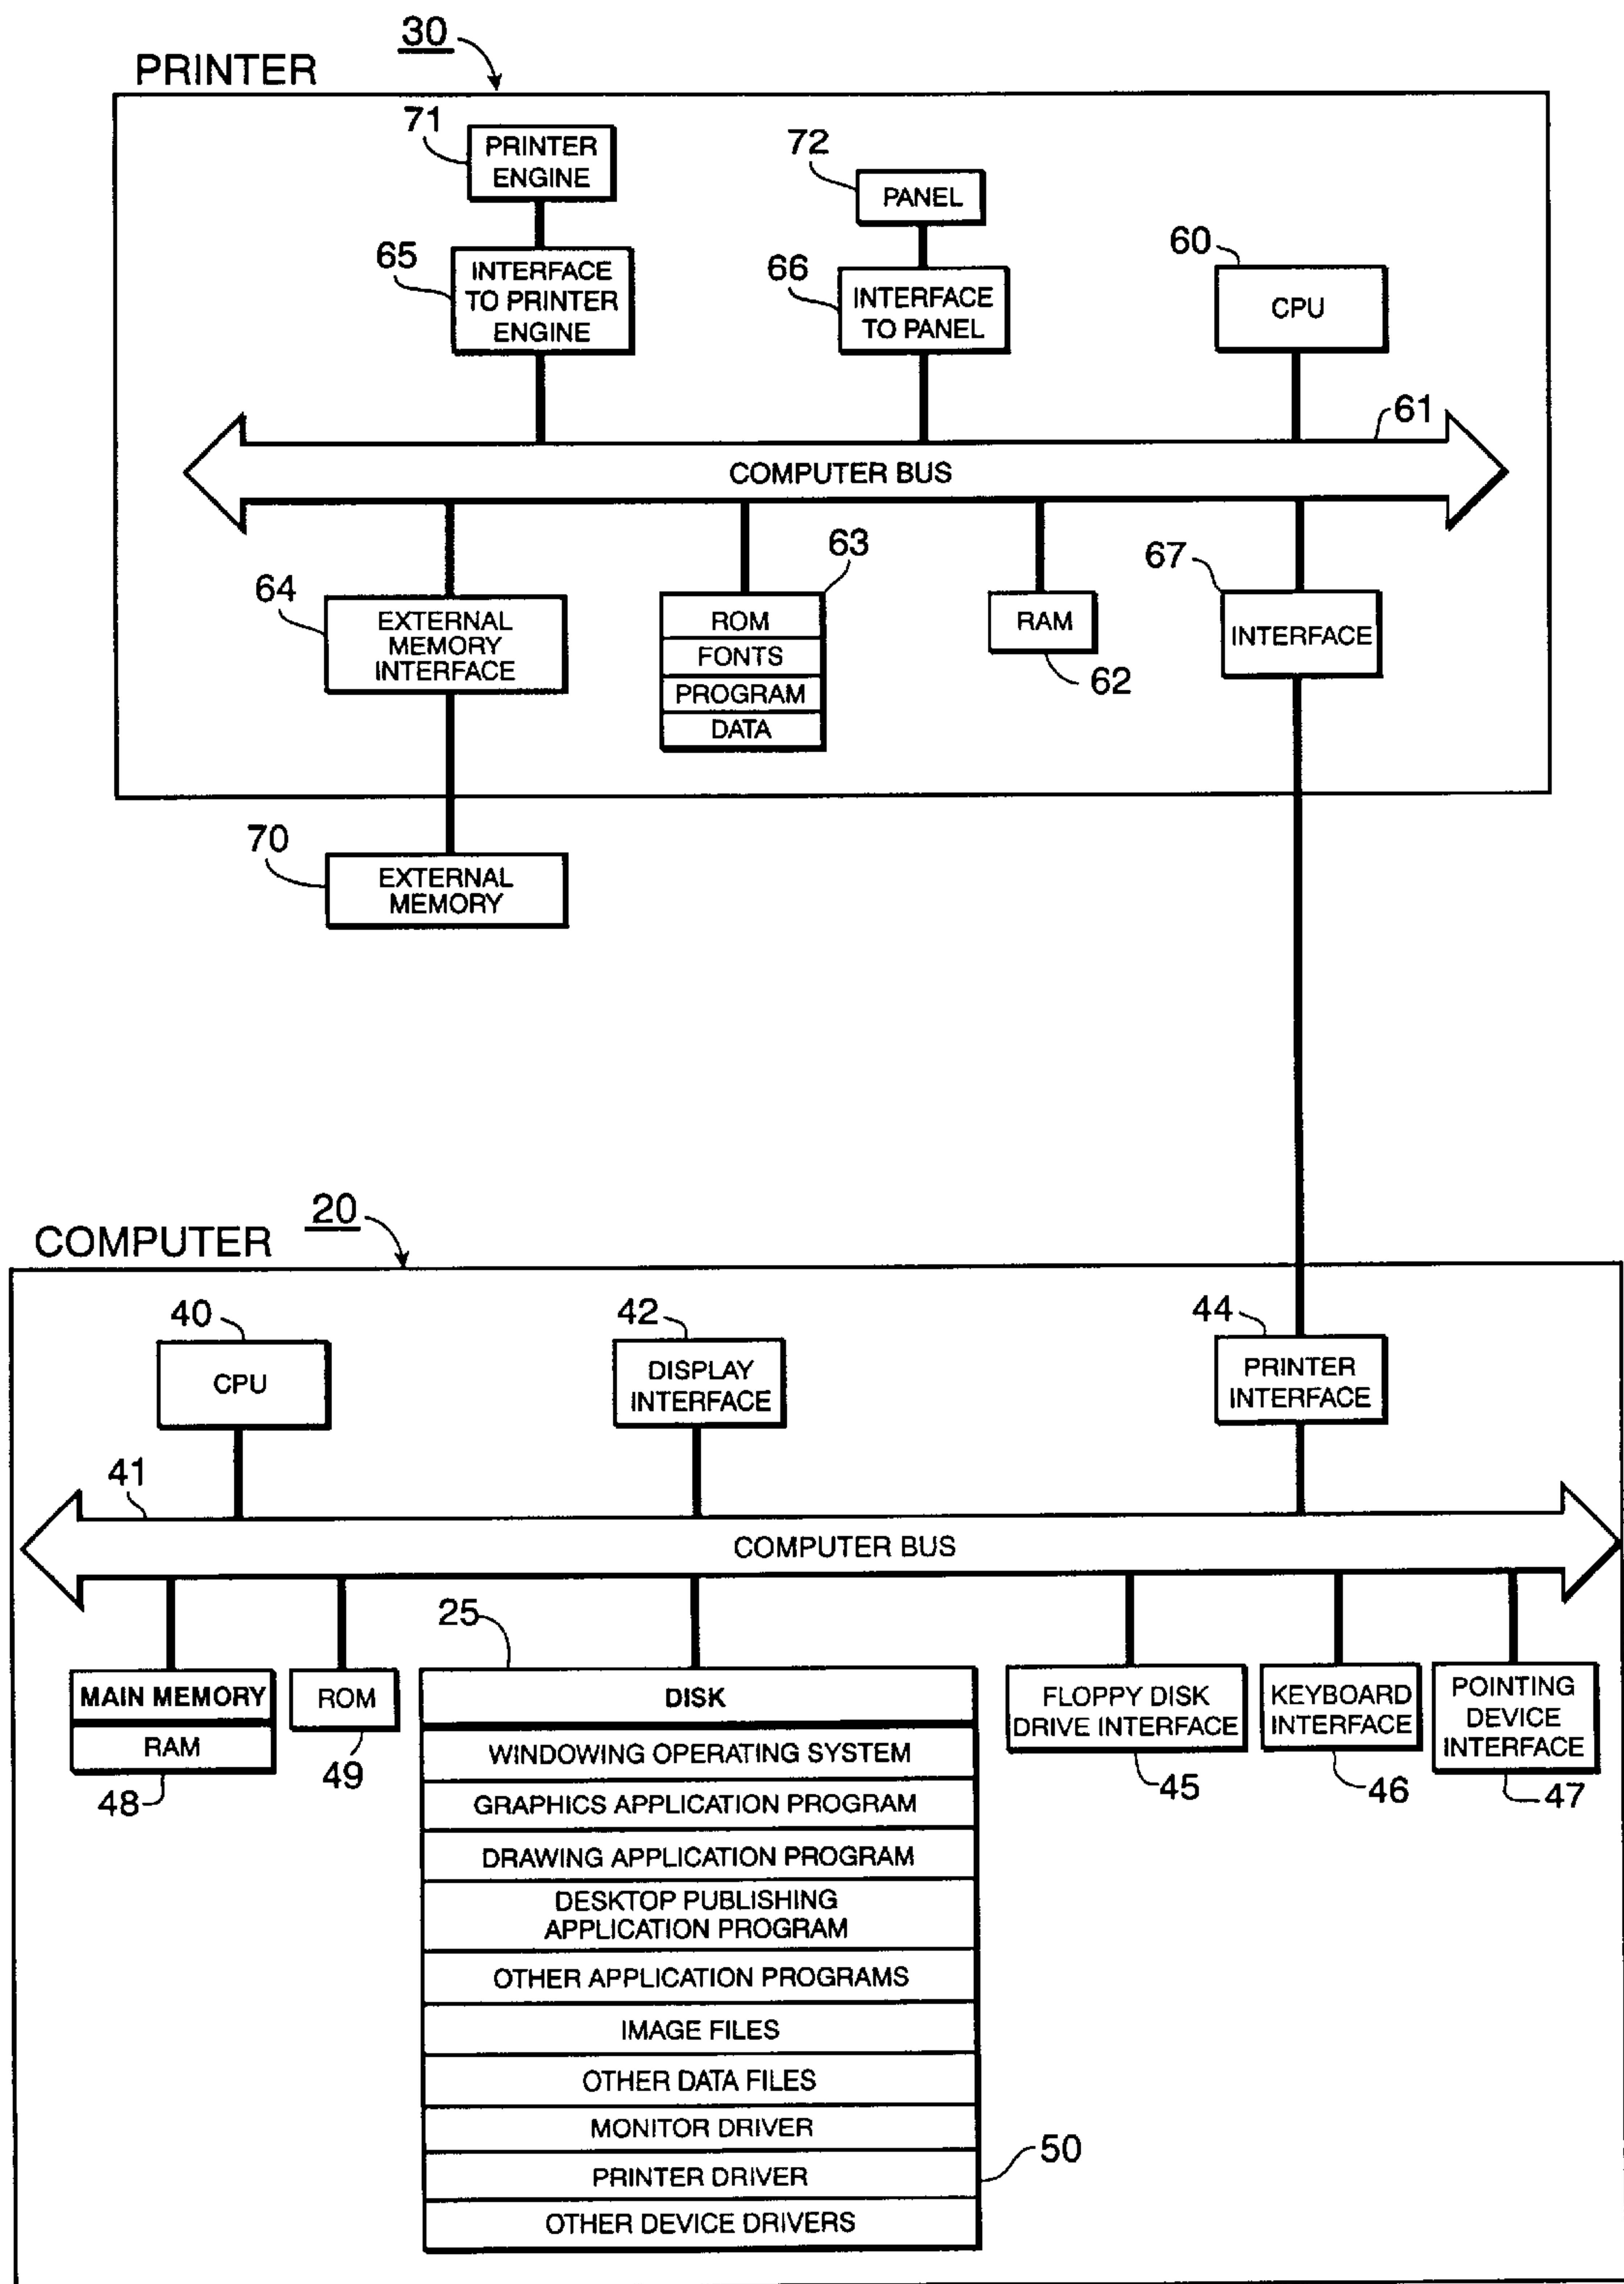 30
PRINTER
71
PRINTER
ENGINE
72
PANEL
65
INTERFACE
TO PRINTER
ENGINE
66
INTERFACE
TO PANEL
60
CPU
61
COMPUTER BUS
64
EXTERNAL
MEMORY
INTERFACE
63
ROM
FONTS
PROGRAM
DATA
RAM
62
67
INTERFACE
70
EXTERNAL
MEMORY
COMPUTER
20
40
CPU
42
DISPLAY
INTERFACE
44
PRINTER
INTERFACE
41
COMPUTER BUS
MAIN MEMORY
RAM
48
ROM
49
25
DISK
WINDOWING OPERATING SYSTEM
GRAPHICS APPLICATION PROGRAM
DRAWING APPLICATION PROGRAM
DESKTOP PUBLISHING
APPLICATION PROGRAM
OTHER APPLICATION PROGRAMS
IMAGE FILES
OTHER DATA FILES
MONITOR DRIVER
PRINTER DRIVER
OTHER DEVICE DRIVERS
50
FLOPPY DISK
DRIVE INTERFACE
45
KEYBOARD
INTERFACE
46
POINTING
DEVICE
INTERFACE
47